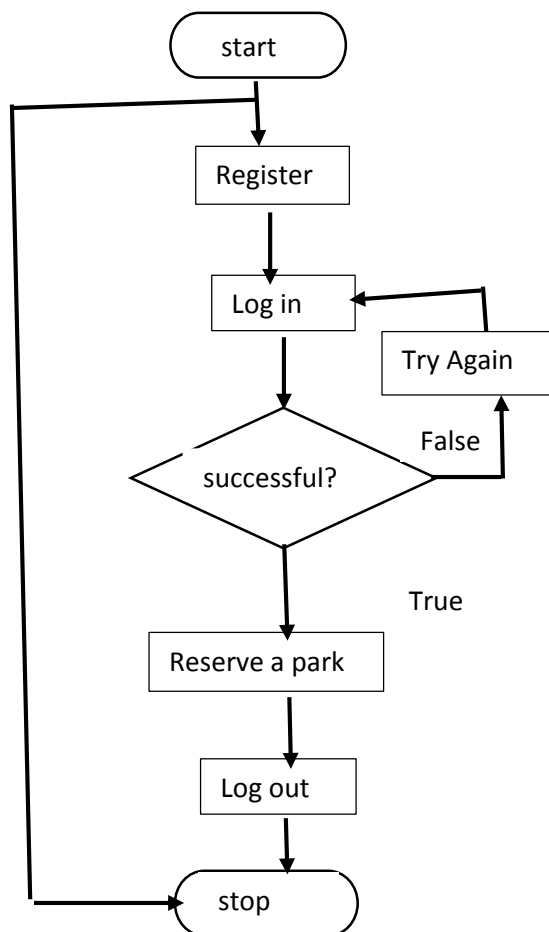 start
Register
Log in
Try Again
False
successful?
True
Reserve a park
Log out
stop